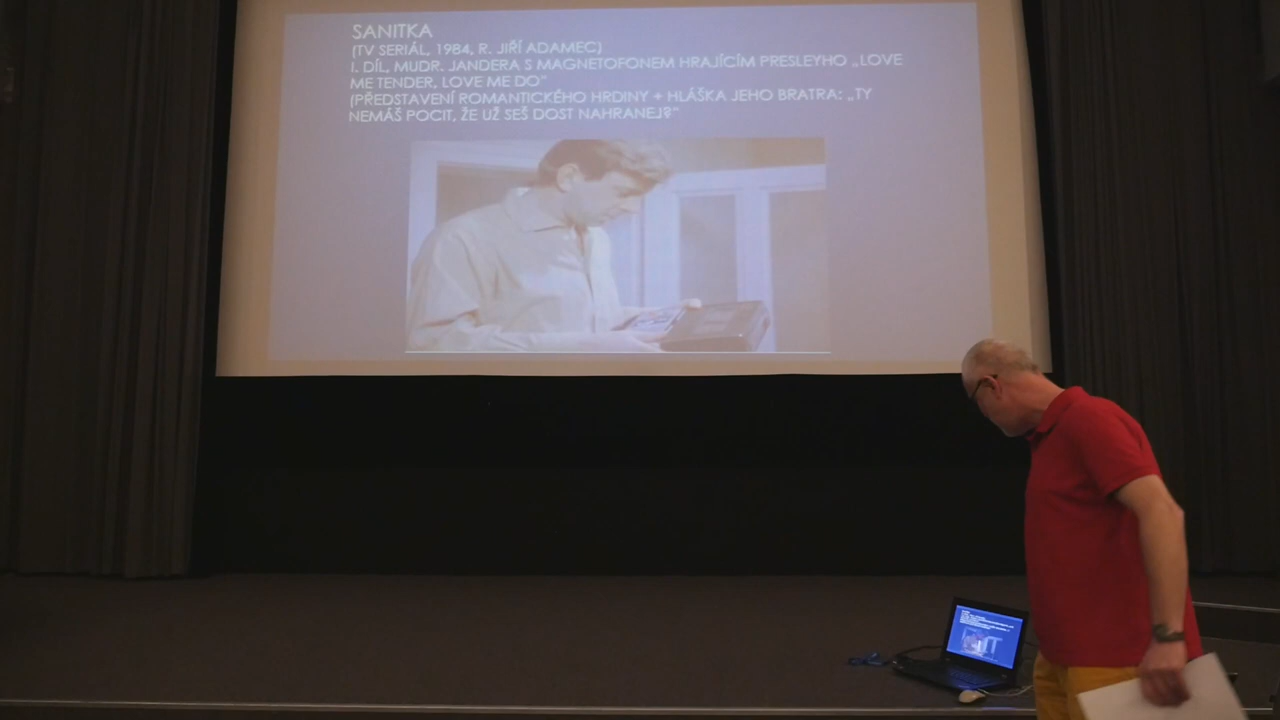 SANITKA
(TV SERIÁL, 1984, R. JIŘÍ ADAMEC)
I. DÍL, MUDR. JANDERA S MAGNETOFONEM HRAJÍCÍM PRESLEYHO „LOVE
ME TENDER, LOVE ME DO“
(PŘEDSTAVENÍ ROMANTICKÉHO HRDINY + HLÁŠKA JEHO BRATRA: „TY
NEMÁŠ POCIT, ŽE UŽ SEŠ DOST NAHRANEJ?“